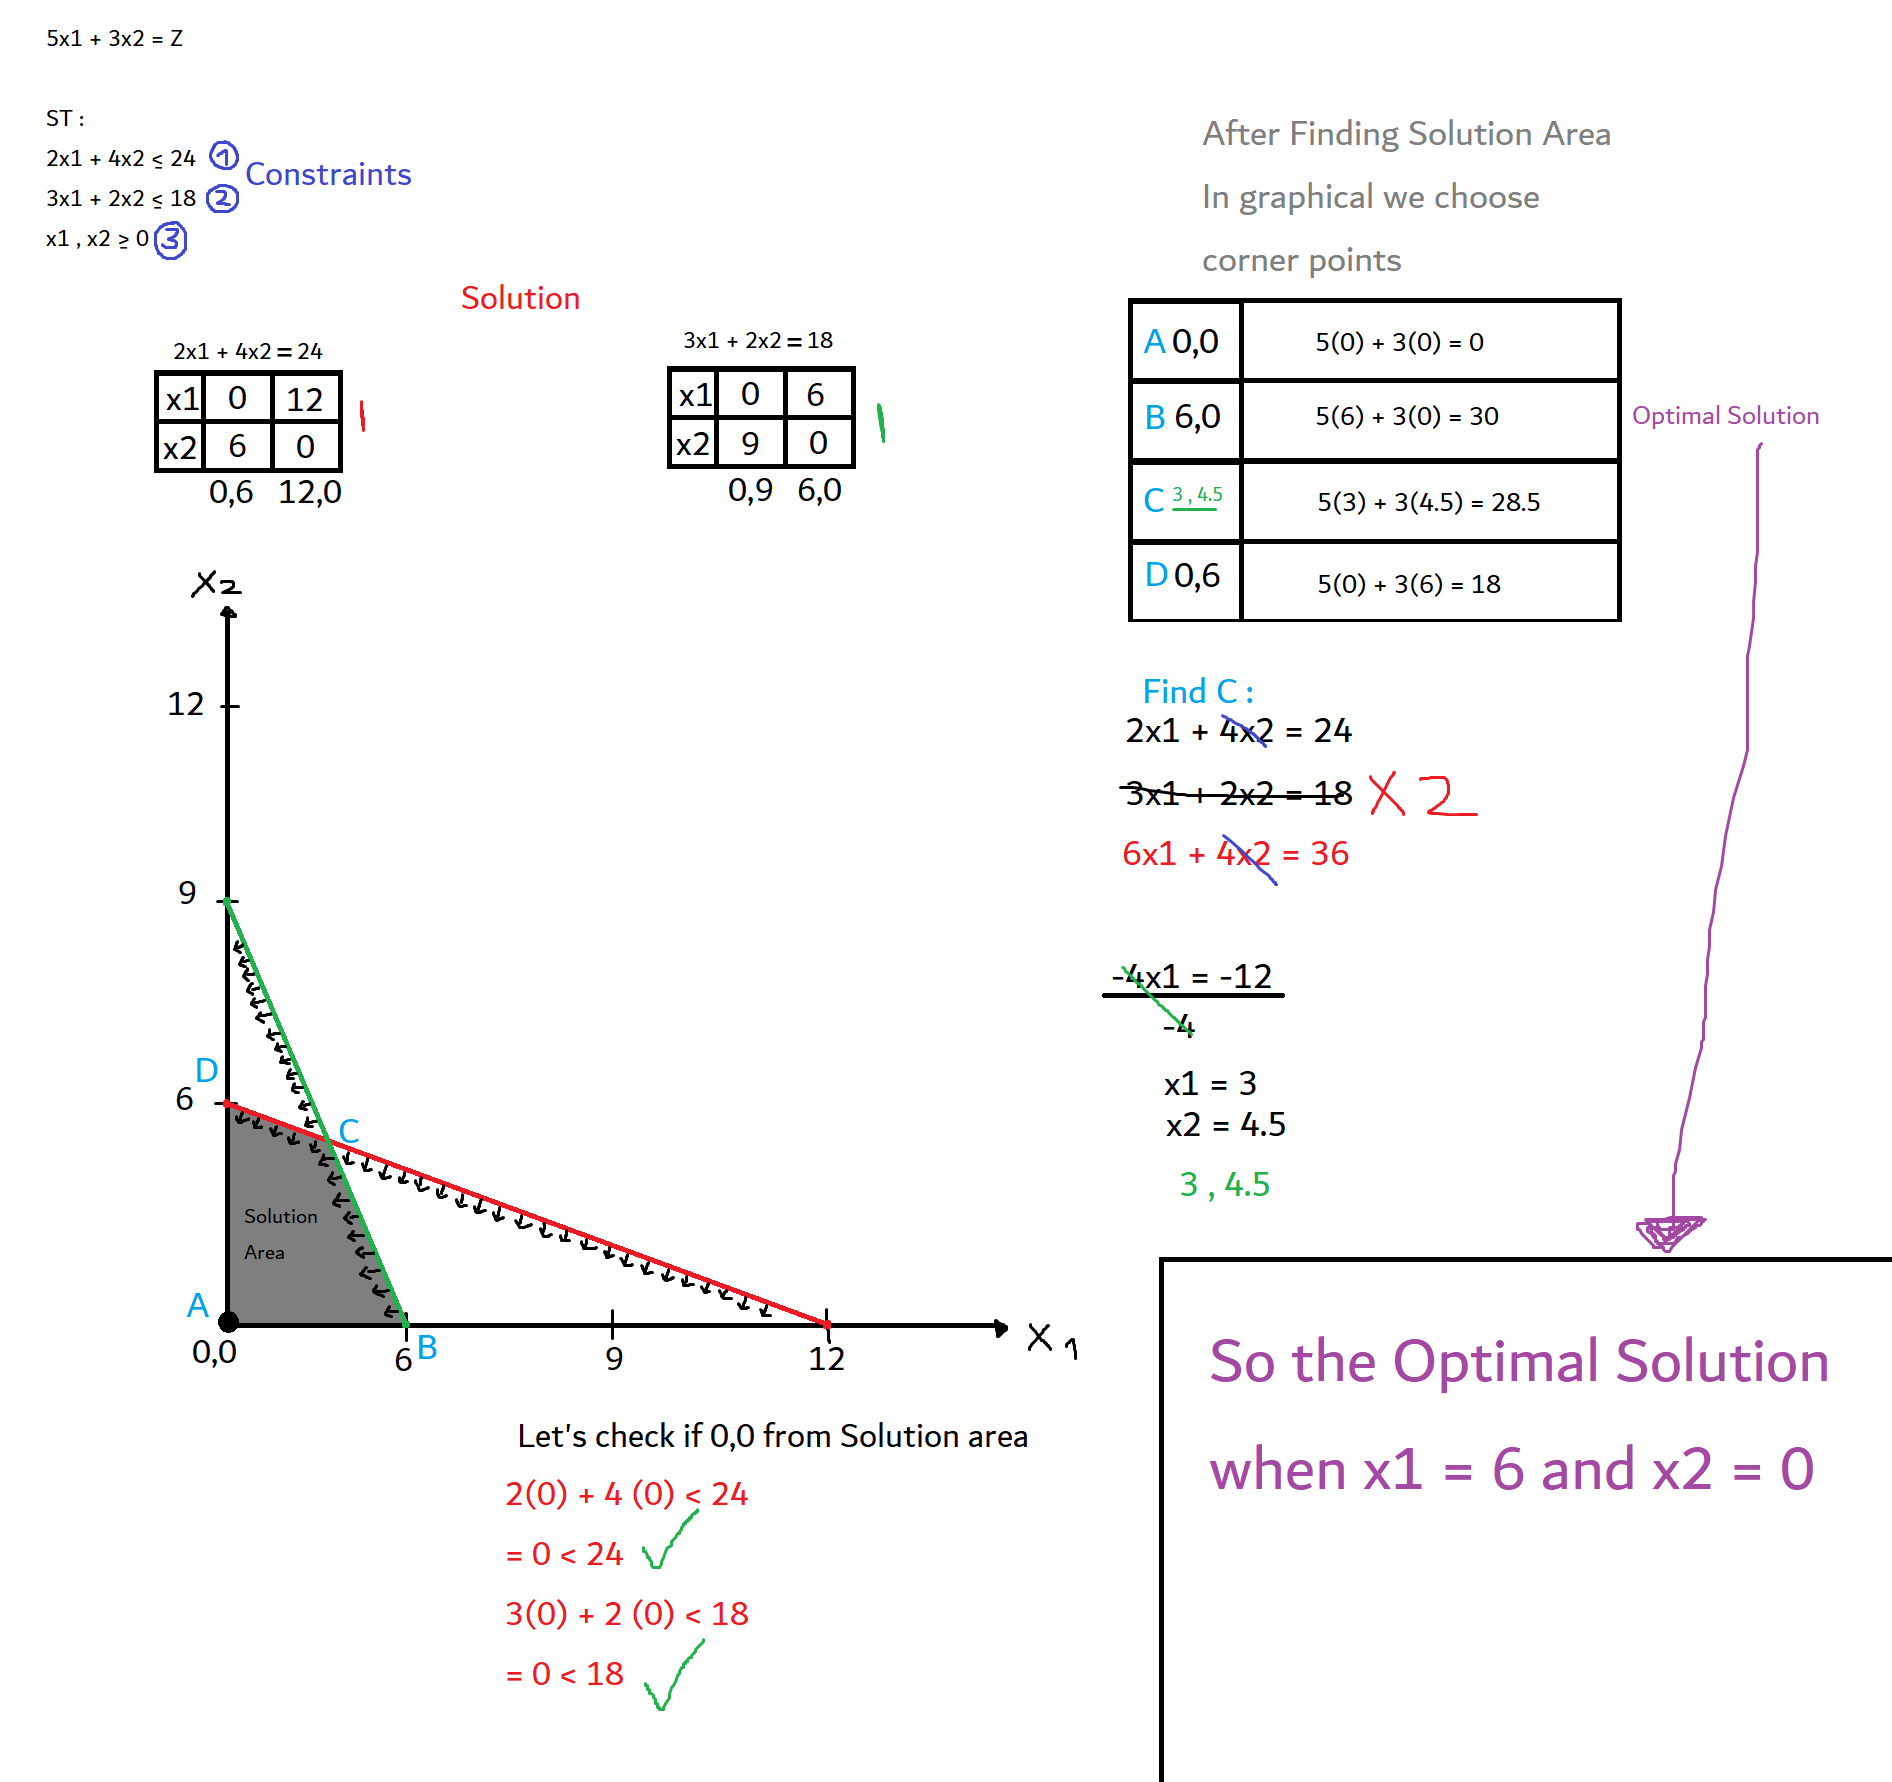 5x1 + 3x2 = Z
ST :
2x1 + 4x2 ≤ 24 1
3x1 + 2x2 ≤ 18 2
x1 , x2 ≥ 0 3
Constraints
Solution
2x1 + 4x2 = 24
x1 0 12
x2 6 0
0,6 12,0
3x1 + 2x2 = 18
x1 0 6
x2 9 0
0,9 6,0
X2
12
9
D
6
C
Solution
Area
A
0,0
6
B
9
12
X1
Let's check if 0,0 from Solution area
2(0) + 4 (0) < 24
= 0 < 24
3(0) + 2 (0) < 18
= 0 < 18
After Finding Solution Area
In graphical we choose
corner points
A 0,0 5(0) + 3(0) = 0
B 6,0 5(6) + 3(0) = 30
C 3 , 4.5 5(3) + 3(4.5) = 28.5
D 0,6 5(0) + 3(6) = 18
Optimal Solution
Find C :
2x1 + 4x2 = 24
3x1 + 2x2 = 18 X 2
6x1 + 4x2 = 36
-4x1 = -12
-4
x1 = 3
x2 = 4.5
3 , 4.5
So the Optimal Solution
when x1 = 6 and x2 = 0